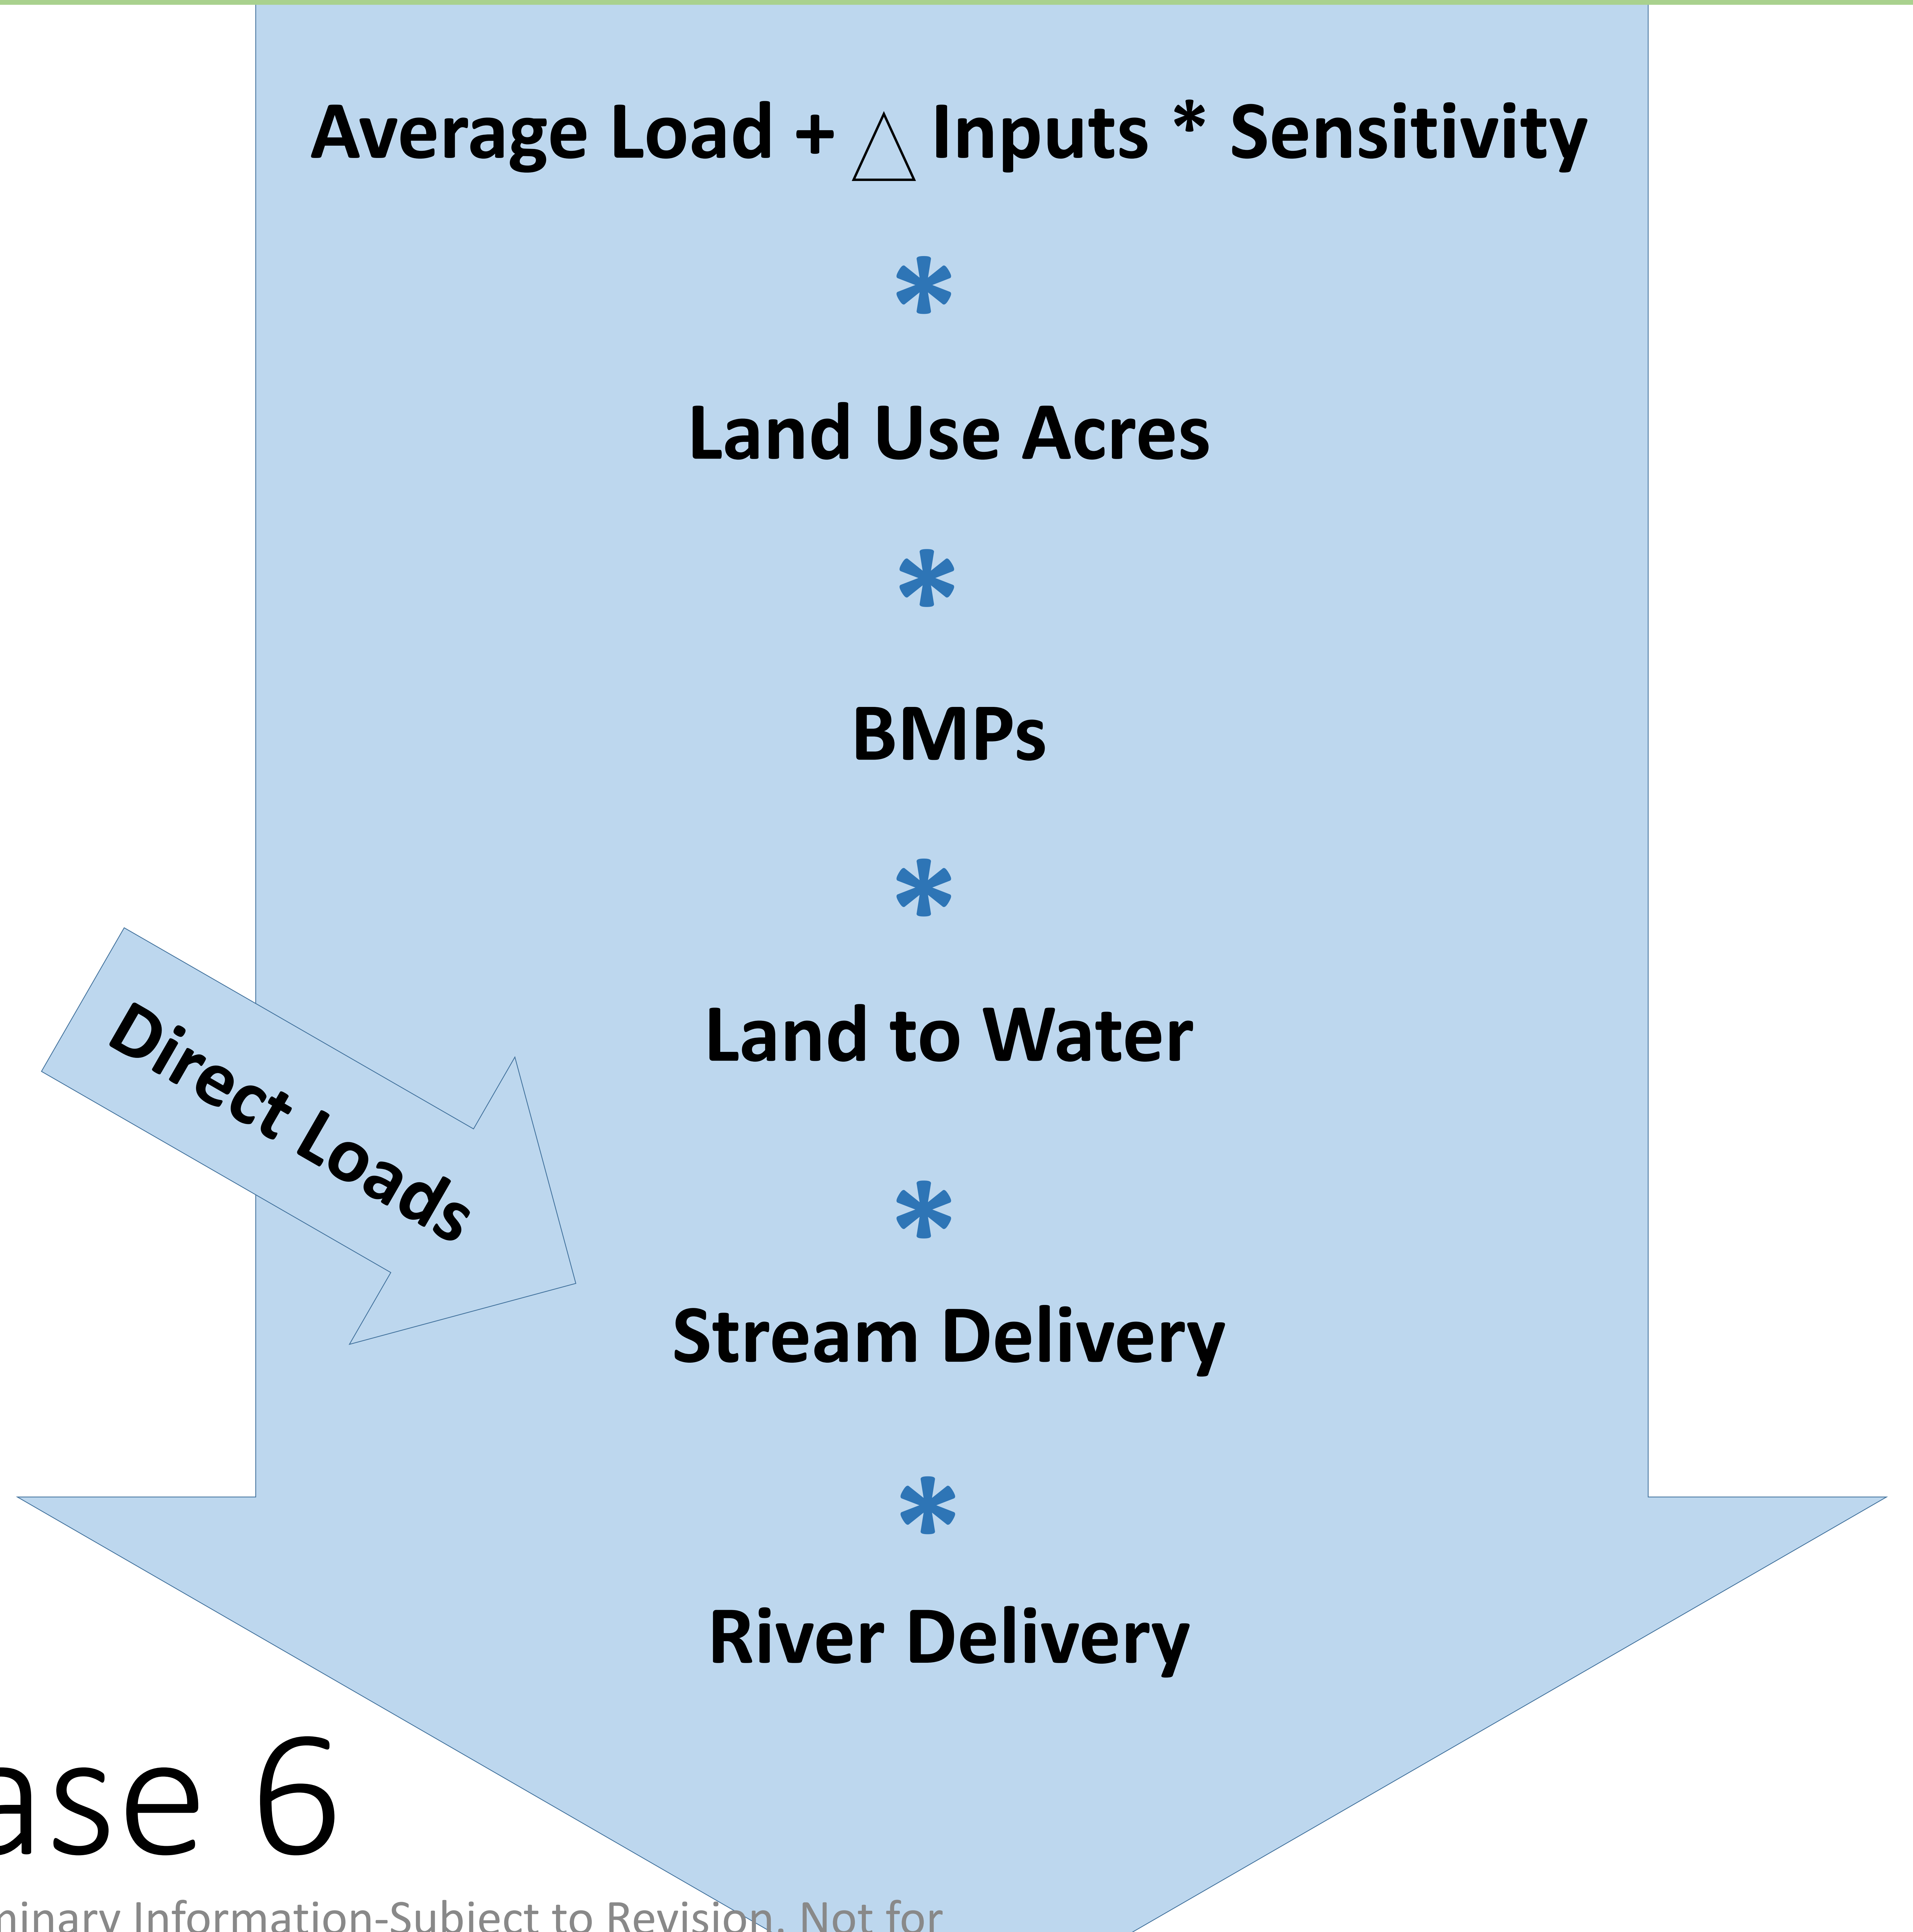 Average Load + △ Inputs * Sensitivity
*
Land Use Acres
*
BMPs
*
Land to Water
Direct Loads
*
Stream Delivery
*
River Delivery
ase 6
minary Information-Subject to Revision. Not for